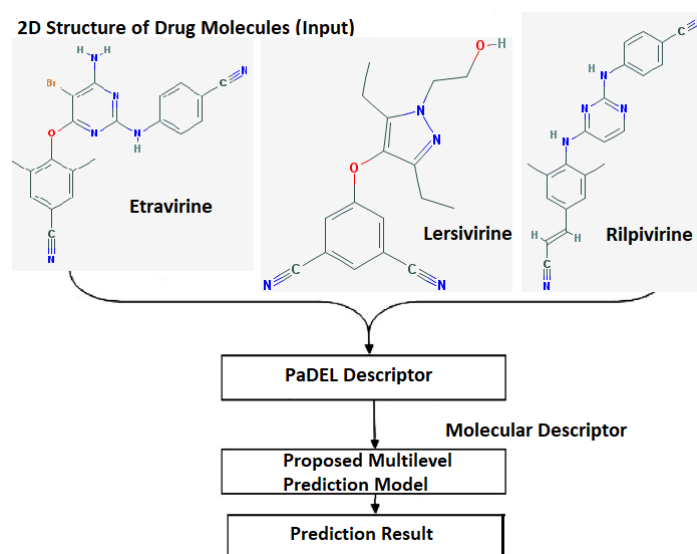 2D Structure of Drug Molecules (Input)
H H
N
Br
N
N
N
H
O
C
N
C
N
Etravirine
O H
N
N
O
C
N
C
N
Lersivirine
C
H
N
N
N
H
N
H
H
C
N
Rilpivirine
PaDEL Descriptor
Molecular Descriptor
Proposed Multilevel
Prediction Model
Prediction Result